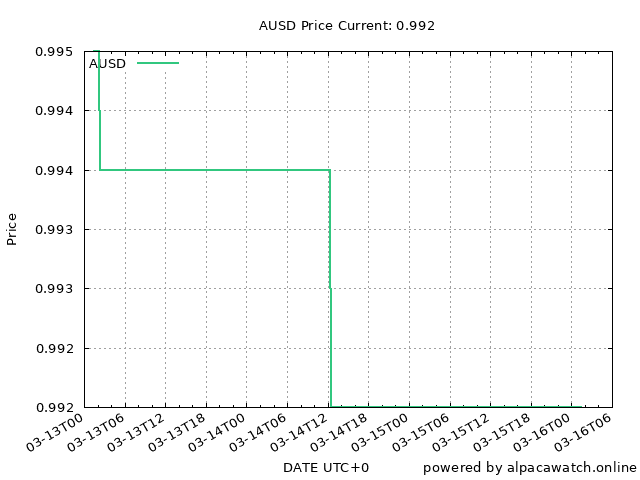 AUSD Price Current: 0.992
AUSD
0.995
0.994
0.994
0.993
0.993
0.992
0.992
Price
03-13T00
03-13T06
03-13T12
03-13T18
03-14T00
03-14T06
03-14T12
03-14T18
03-15T00
03-15T06
03-15T12
03-15T18
03-16T00
03-16T06
DATE UTC+0
powered by alpacawatch.online